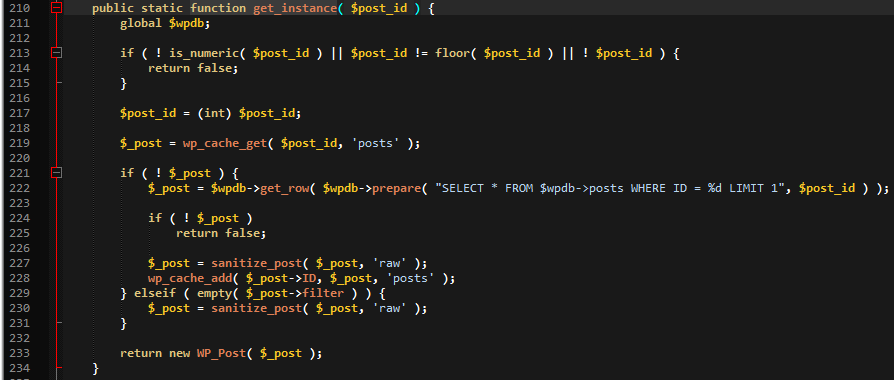 210 public static function get_instance( $post_id ) {
211 global $wpdb;
212
213 if ( ! is_numeric( $post_id ) || $post_id != floor( $post_id ) || ! $post_id ) {
214 return false;
215 }
216
217 $post_id = (int) $post_id;
218
219 $_post = wp_cache_get( $post_id, 'posts' );
220
221 if ( ! $_post ) {
222 $_post = $wpdb->get_row( $wpdb->prepare( "SELECT * FROM $wpdb->posts WHERE ID = %d LIMIT 1", $post_id ) );
223
224 if ( ! $_post )
225 return false;
226
227 $_post = sanitize_post( $_post, 'raw' );
228 wp_cache_add( $_post->ID, $_post, 'posts' );
229 } elseif ( empty( $_post->filter ) ) {
230 $_post = sanitize_post( $_post, 'raw' );
231 }
232
233 return new WP_Post( $_post );
234 }